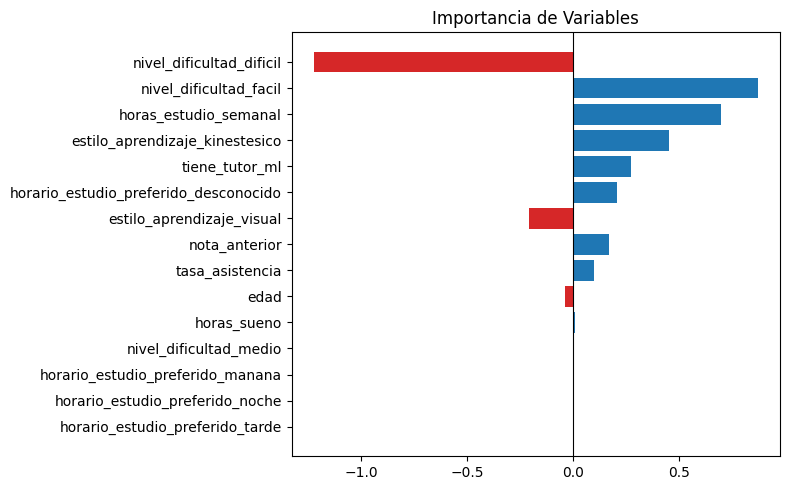 Importancia de Variables
nivel_dificultad_dificil
nivel_dificultad_facil
horas_estudio_semanal
estilo_aprendizaje_kinestesico
tiene_tutor_ml
horario_estudio_preferido_desconocido
estilo_aprendizaje_visual
nota_anterior
tasa_asistencia
edad
horas_sueno
nivel_dificultad_medio
horario_estudio_preferido_manana
horario_estudio_preferido_noche
horario_estudio_preferido_tarde
−1.0 −0.5 0.0 0.5